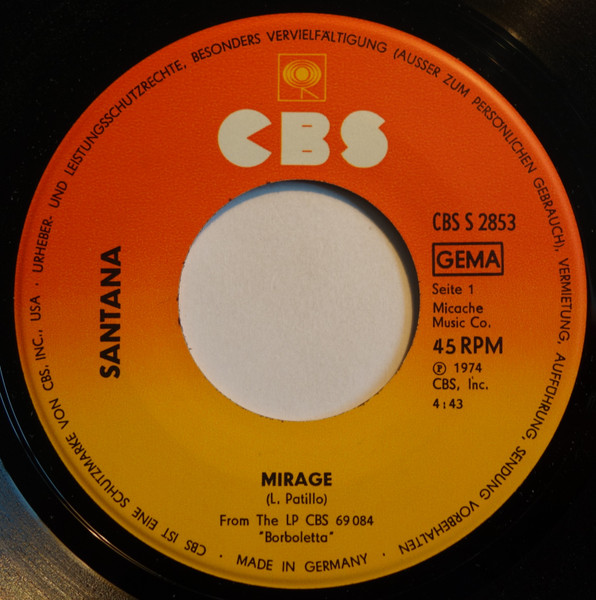 URHEBER- UND LEISTUNGSSCHUTZRECHTE, BESONDERS VERVIELFÄLTIGUNG (AUSSER ZUM PERSÖNLICHEN GEBRAUCH), VERMIETUNG, AUFFÜHRUNG, SENDUNG VORBEHALTEN
CBS
SANTANA
CBS S 2853
GEMA
Seite 1
Micache
Music Co.
45 RPM
℗ 1974
CBS, Inc.
4:43
MIRAGE
(L. Patillo)
From The LP CBS 69 084
"Borboletta"
CBS IST EINE SCHUTZMARKE VON CBS, INC., USA ·
· MADE IN GERMANY ·